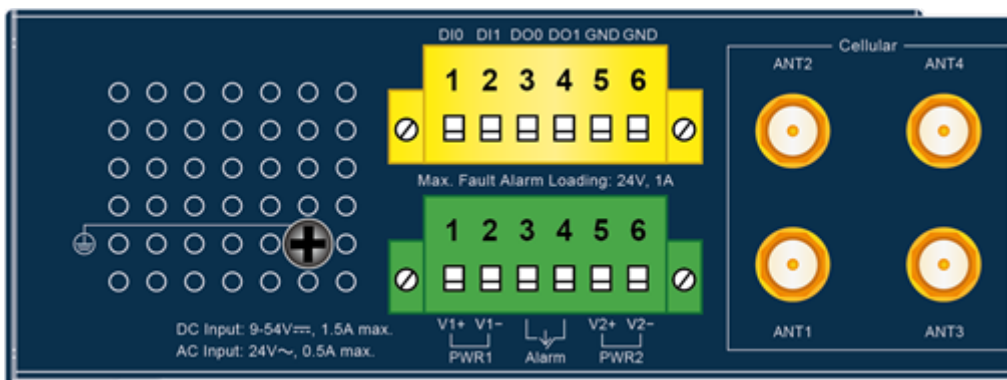 DI0 DI1 DO0 DO1 GND GND
1 2 3 4 5 6
Max. Fault Alarm Loading: 24V, 1A
1 2 3 4 5 6
V1+ V1− V2+ V2−
PWR1 Alarm PWR2
DC Input: 9-54V⎓, 1.5A max.
AC Input: 24V～, 0.5A max.
Cellular
ANT2 ANT4
ANT1 ANT3